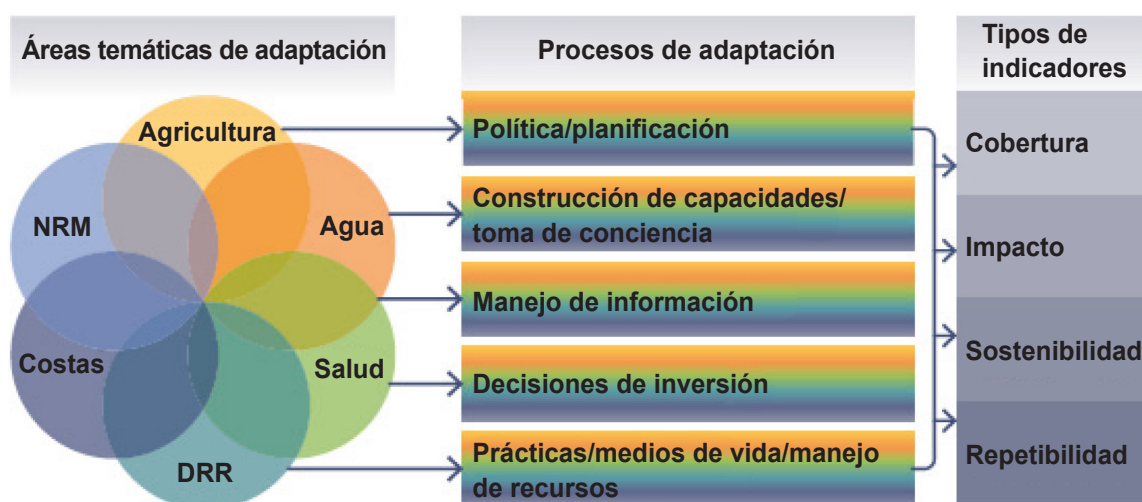 Áreas temáticas de adaptación
Procesos de adaptación
Tipos de
indicadores
Agricultura
NRM
Agua
Costas
Salud
DRR
Política/planificación
Construcción de capacidades/
toma de conciencia
Manejo de información
Decisiones de inversión
Prácticas/medios de vida/manejo
de recursos
Cobertura
Impacto
Sostenibilidad
Repetibilidad